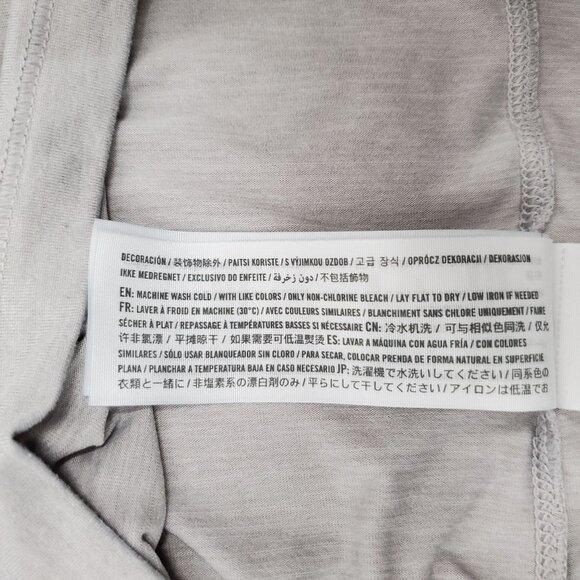 DECORACIÓN / 装饰物除外 / PAITSI KORISTE / S VÝJIMKOU OZDOB / 고급 장식 / OPRÓCZ DEKORACJI / DEKORASJON
IKKE MEDREGNET / EXCLUSIVO DO ENFEITE / دون زخرفة / 不包括飾物
EN: MACHINE WASH COLD / WITH LIKE COLORS / ONLY NON-CHLORINE BLEACH / LAY FLAT TO DRY / LOW IRON IF NEEDED
FR: LAVER À FROID EN MACHINE (30°C) / AVEC COULEURS SIMILAIRES / BLANCHIMENT SANS CHLORE UNIQUEMENT / FAIRE
SÉCHER À PLAT / REPASSAGE À TEMPÉRATURES BASSES SI NÉCESSAIRE CN: 冷水机洗 / 可与相似色同洗 / 仅允
许非氯漂 / 平摊晾干 / 如果需要可低温熨烫 ES: LAVAR A MÁQUINA CON AGUA FRÍA / CON COLORES
SIMILARES / SÓLO USAR BLANQUEADOR SIN CLORO / PARA SECAR, COLOCAR PRENDA DE FORMA NATURAL EN SUPERFICIE
PLANA / PLANCHAR A TEMPERATURA BAJA EN CASO NECESARIO JP: 洗濯機で水洗いしてください / 同系色の
衣類と一緒に / 非塩素系の漂白剤のみ / 平らにして干してください / アイロンは低温でお